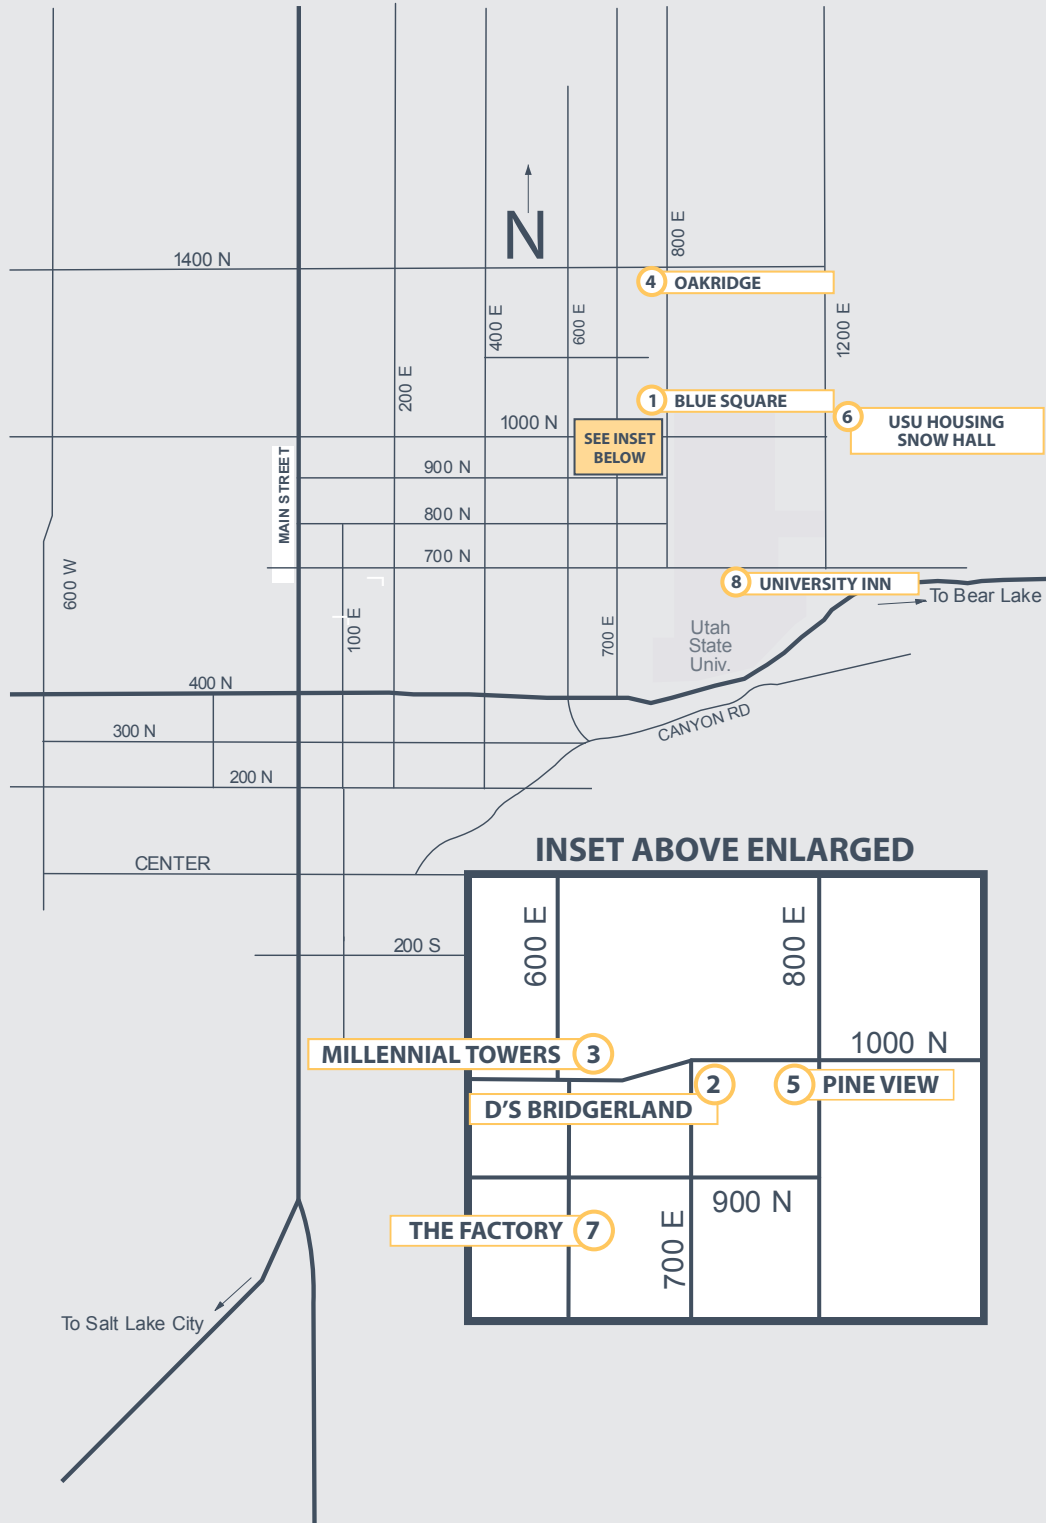 N
800 E
1400 N
4 OAKRIDGE
400 E
600 E
1200 E
200 E
1 BLUE SQUARE
6 USU HOUSING
SNOW HALL
1000 N
SEE INSET
BELOW
MAIN STREET
900 N
800 N
700 N
600 W
8 UNIVERSITY INN
To Bear Lake
100 E
700 E
Utah
State
Univ.
400 N
300 N
CANYON RD
200 N
INSET ABOVE ENLARGED
CENTER
200 S
600 E
800 E
1000 N
MILLENNIAL TOWERS 3
2
5 PINE VIEW
D'S BRIDGERLAND
900 N
THE FACTORY 7
700 E
To Salt Lake City